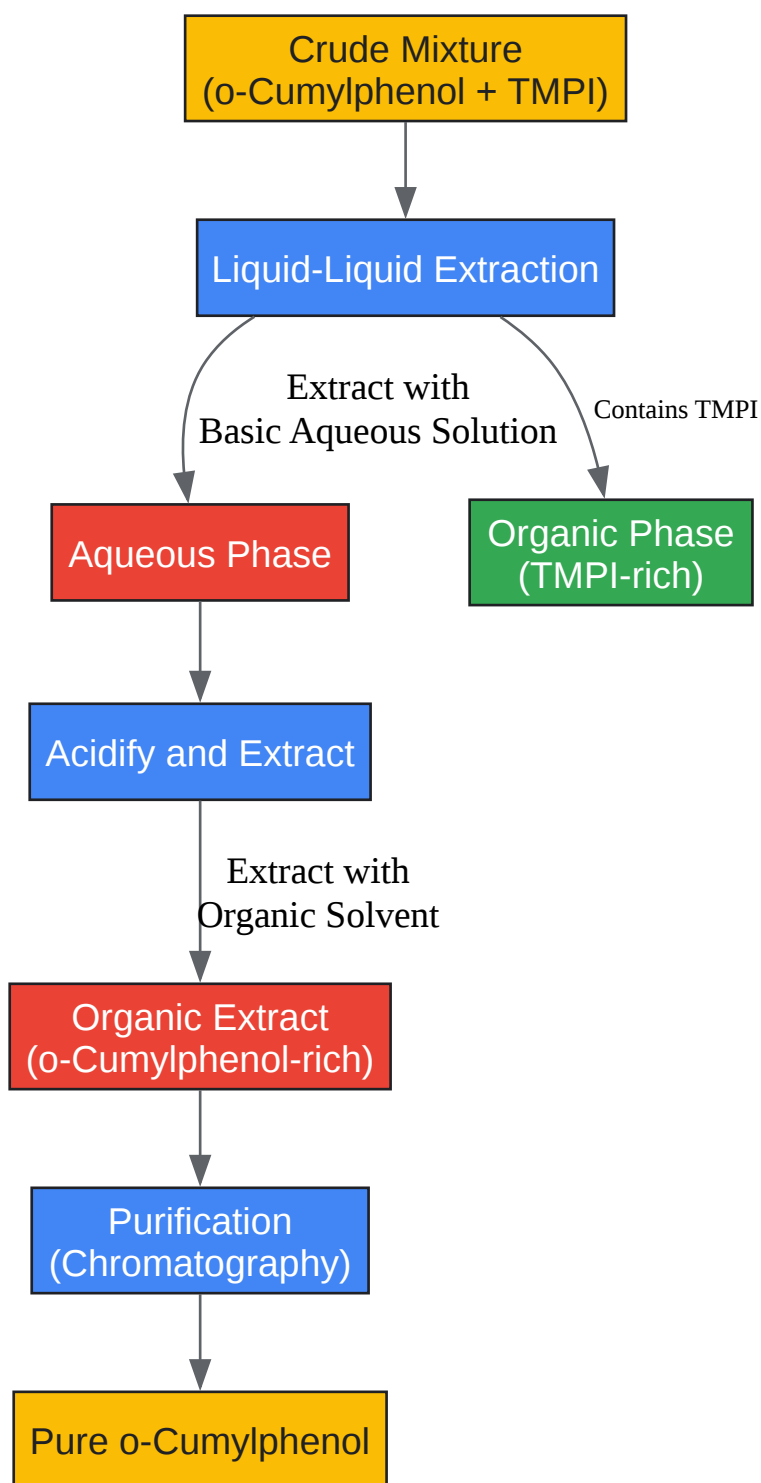 Crude Mixture
(o-Cumylphenol + TMPI)
Liquid-Liquid Extraction
Extract with
Basic Aqueous Solution
Contains TMPI
Aqueous Phase
Organic Phase
(TMPI-rich)
Acidify and Extract
Extract with
Organic Solvent
Organic Extract
(o-Cumylphenol-rich)
Purification
(Chromatography)
Pure o-Cumylphenol